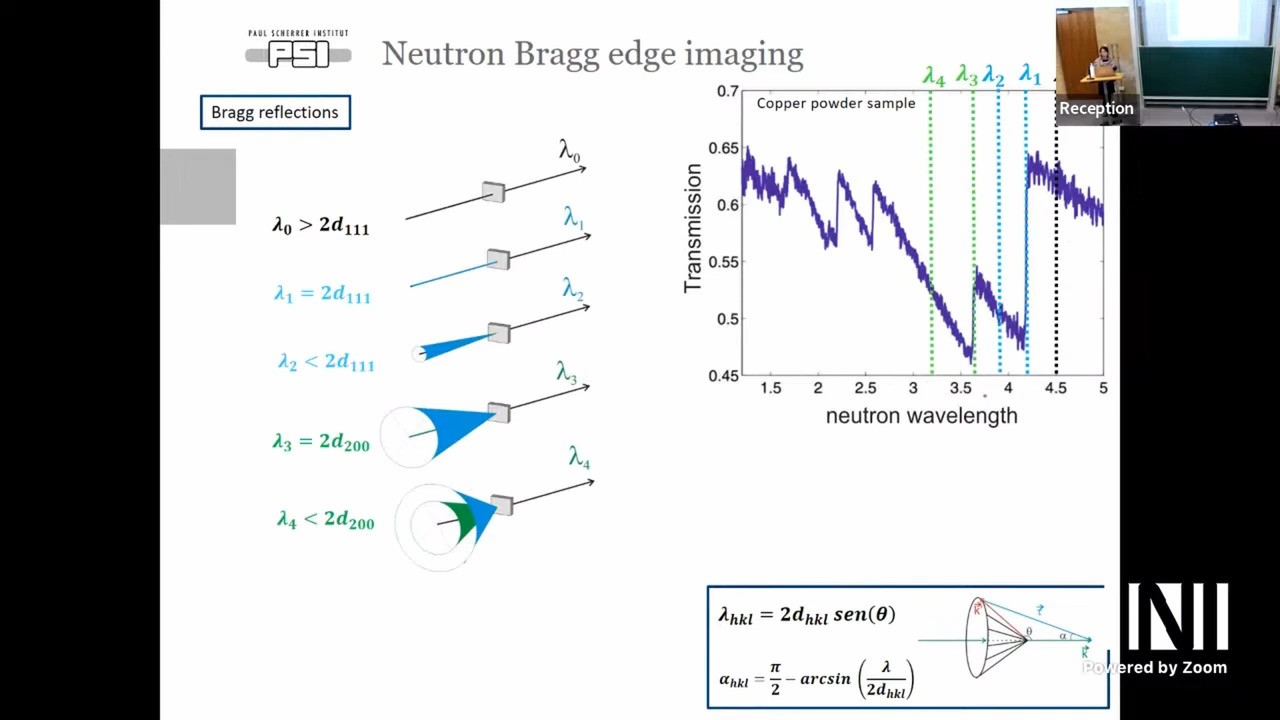 PAUL SCHERRER INSTITUT
PSI
Neutron Bragg edge imaging
Bragg reflections
λ₀
λ₀ > 2d₁₁₁
λ₁
λ₁ = 2d₁₁₁
λ₂
λ₂ < 2d₁₁₁
λ₃
λ₃ = 2d₂₀₀
λ₄
λ₄ < 2d₂₀₀
λ₄ λ₃ λ₂ λ₁
Copper powder sample
0.7
0.65
0.6
0.55
0.5
0.45
Transmission
1.5 2 2.5 3 3.5 4 4.5 5
neutron wavelength
λₕₖₗ = 2dₕₖₗ sen(θ)
αₕₖₗ = π/2 − arcsin (λ/2dₕₖₗ)
θ
α
Reception
NII
Powered by Zoom